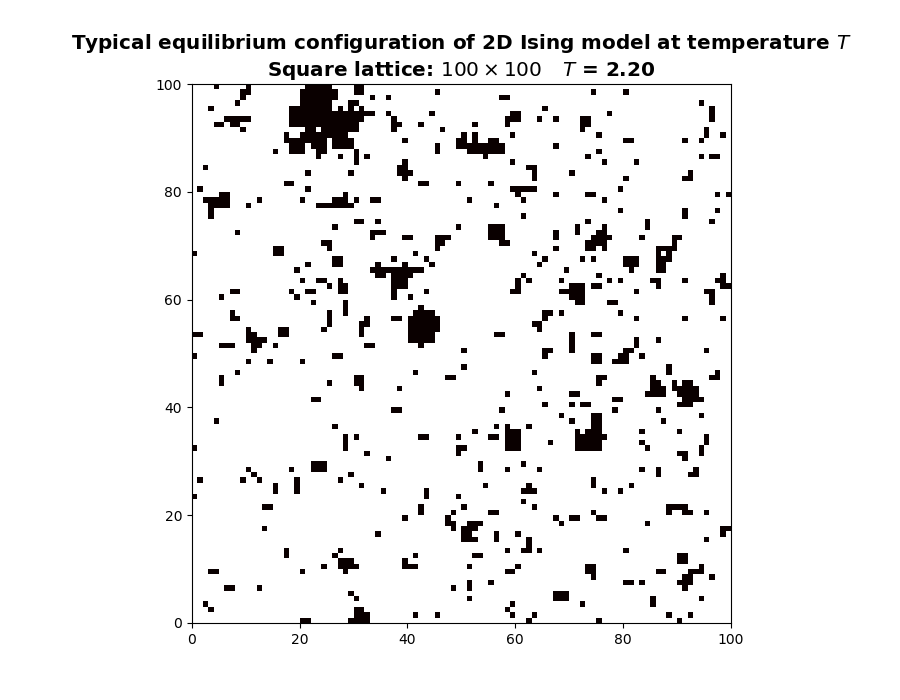 Typical equilibrium configuration of 2D Ising model at temperature T
Square lattice: 100 × 100 T = 2.20
100
80
60
40
20
0
0 20 40 60 80 100